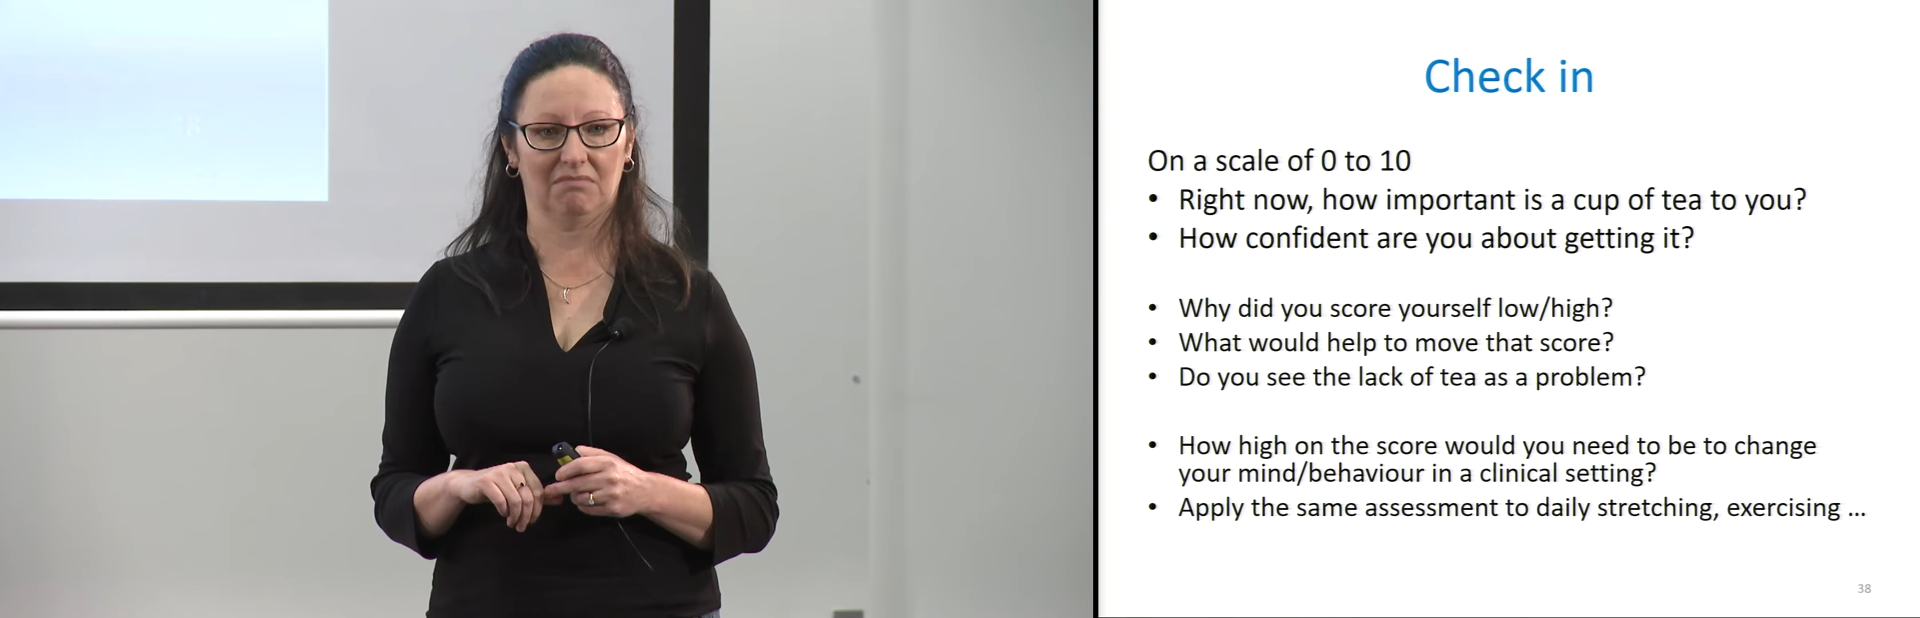 Check in
On a scale of 0 to 10
• Right now, how important is a cup of tea to you?
• How confident are you about getting it?
• Why did you score yourself low/high?
• What would help to move that score?
• Do you see the lack of tea as a problem?
• How high on the score would you need to be to change
your mind/behaviour in a clinical setting?
• Apply the same assessment to daily stretching, exercising ...
38